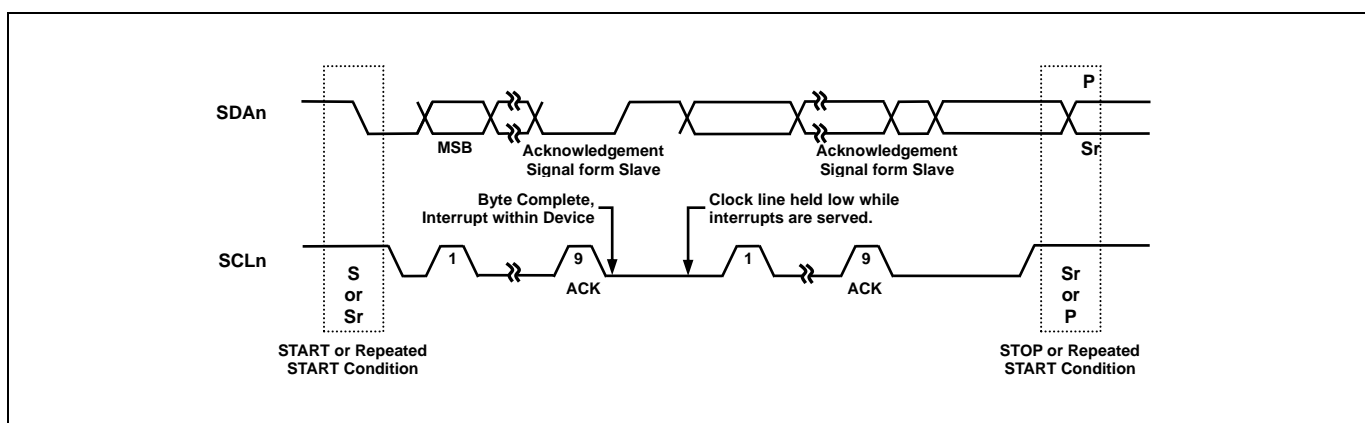 P
SDAn
MSB
Acknowledgement
Signal form Slave
Acknowledgement
Signal form Slave
Sr
Byte Complete,
Interrupt within Device
Clock line held low while
interrupts are served.
SCLn
1
9
1
9
ACK
ACK
S
or
Sr
Sr
or
P
START or Repeated
START Condition
STOP or Repeated
START Condition